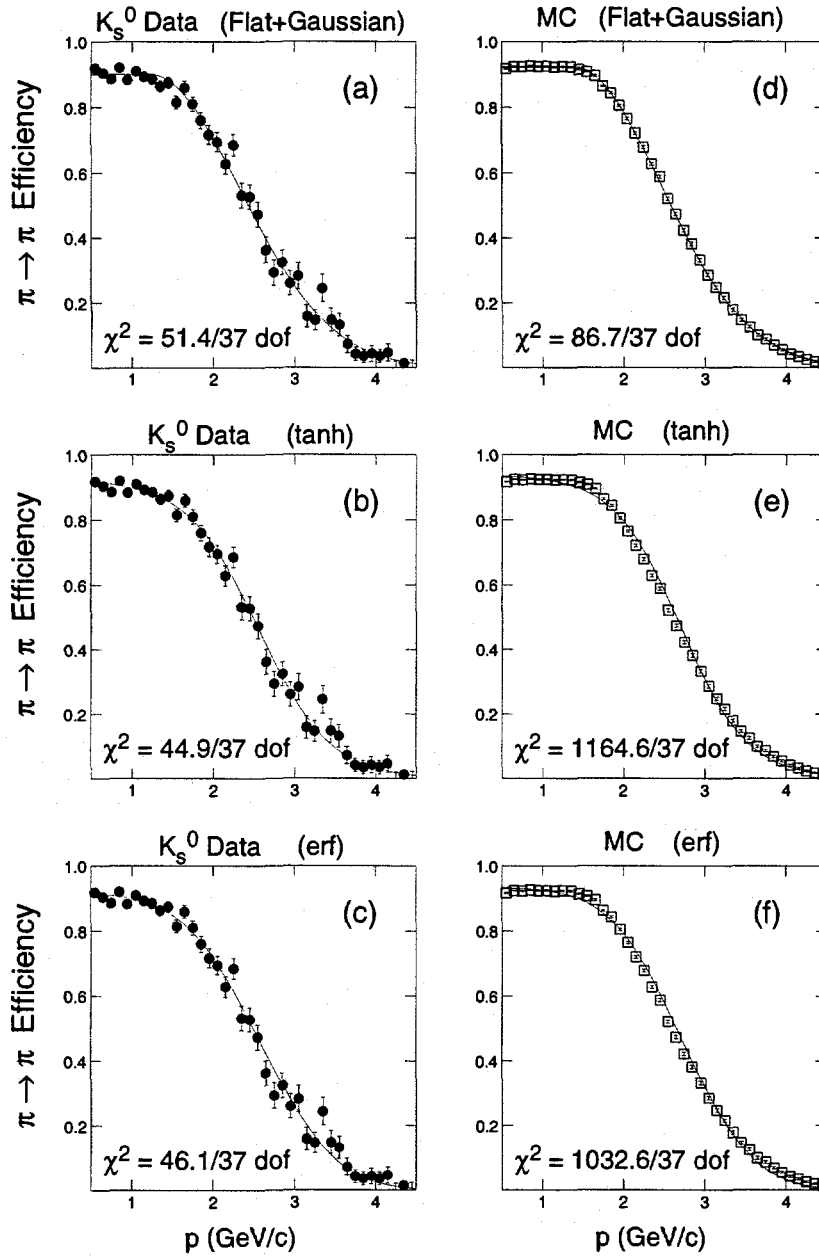 K_s^0 Data (Flat+Gaussian)
1.0
0.8
0.6
0.4
0.2
π → π Efficiency
(a)
χ² = 51.4/37 dof
1 2 3 4
MC (Flat+Gaussian)
1.0
0.8
0.6
0.4
0.2
(d)
χ² = 86.7/37 dof
1 2 3 4
K_s^0 Data (tanh)
1.0
0.8
0.6
0.4
0.2
π → π Efficiency
(b)
χ² = 44.9/37 dof
1 2 3 4
MC (tanh)
1.0
0.8
0.6
0.4
0.2
(e)
χ² = 1164.6/37 dof
1 2 3 4
K_s^0 Data (erf)
1.0
0.8
0.6
0.4
0.2
π → π Efficiency
(c)
χ² = 46.1/37 dof
1 2 3 4
p (GeV/c)
MC (erf)
1.0
0.8
0.6
0.4
0.2
(f)
χ² = 1032.6/37 dof
1 2 3 4
p (GeV/c)